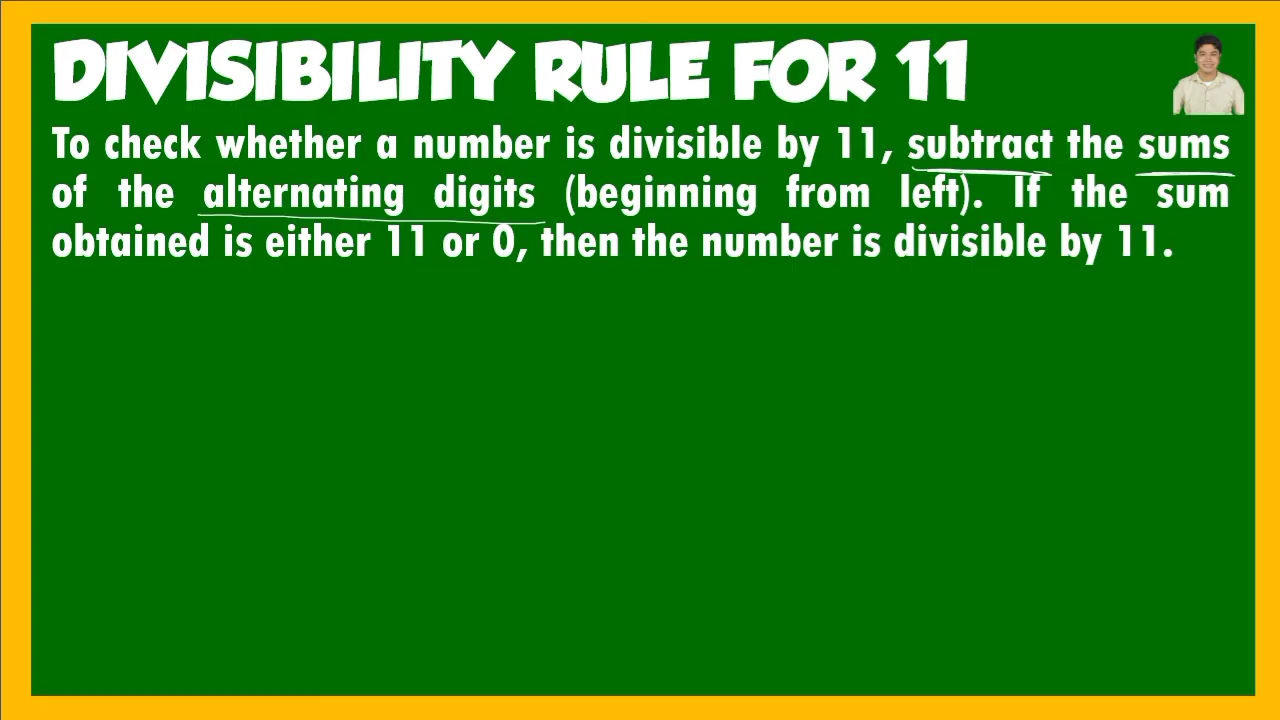 DIVISIBILITY RULE FOR 11
To check whether a number is divisible by 11, subtract the sums
of the alternating digits (beginning from left). If the sum
obtained is either 11 or 0, then the number is divisible by 11.